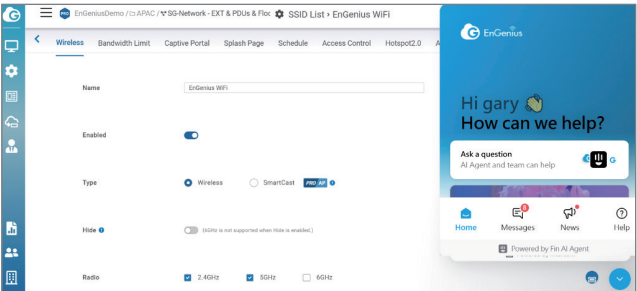 EnGeniusDemo / APAC / SG-Network - EXT & PDUs & Floc SSID List › EnGenius WiFi
Wireless Bandwidth Limit Captive Portal Splash Page Schedule Access Control Hotspot2.0 A
Name EnGenius WiFi
Enabled
Type Wireless SmartCast PRO AP
Hide (6GHz is not supported when Hide is enabled.)
Radio 2.4GHz 5GHz 6GHz
EnGenius
Hi gary 👋
How can we help?
Ask a question
AI Agent and team can help
Home Messages 8 News Help
Powered by Fin AI Agent